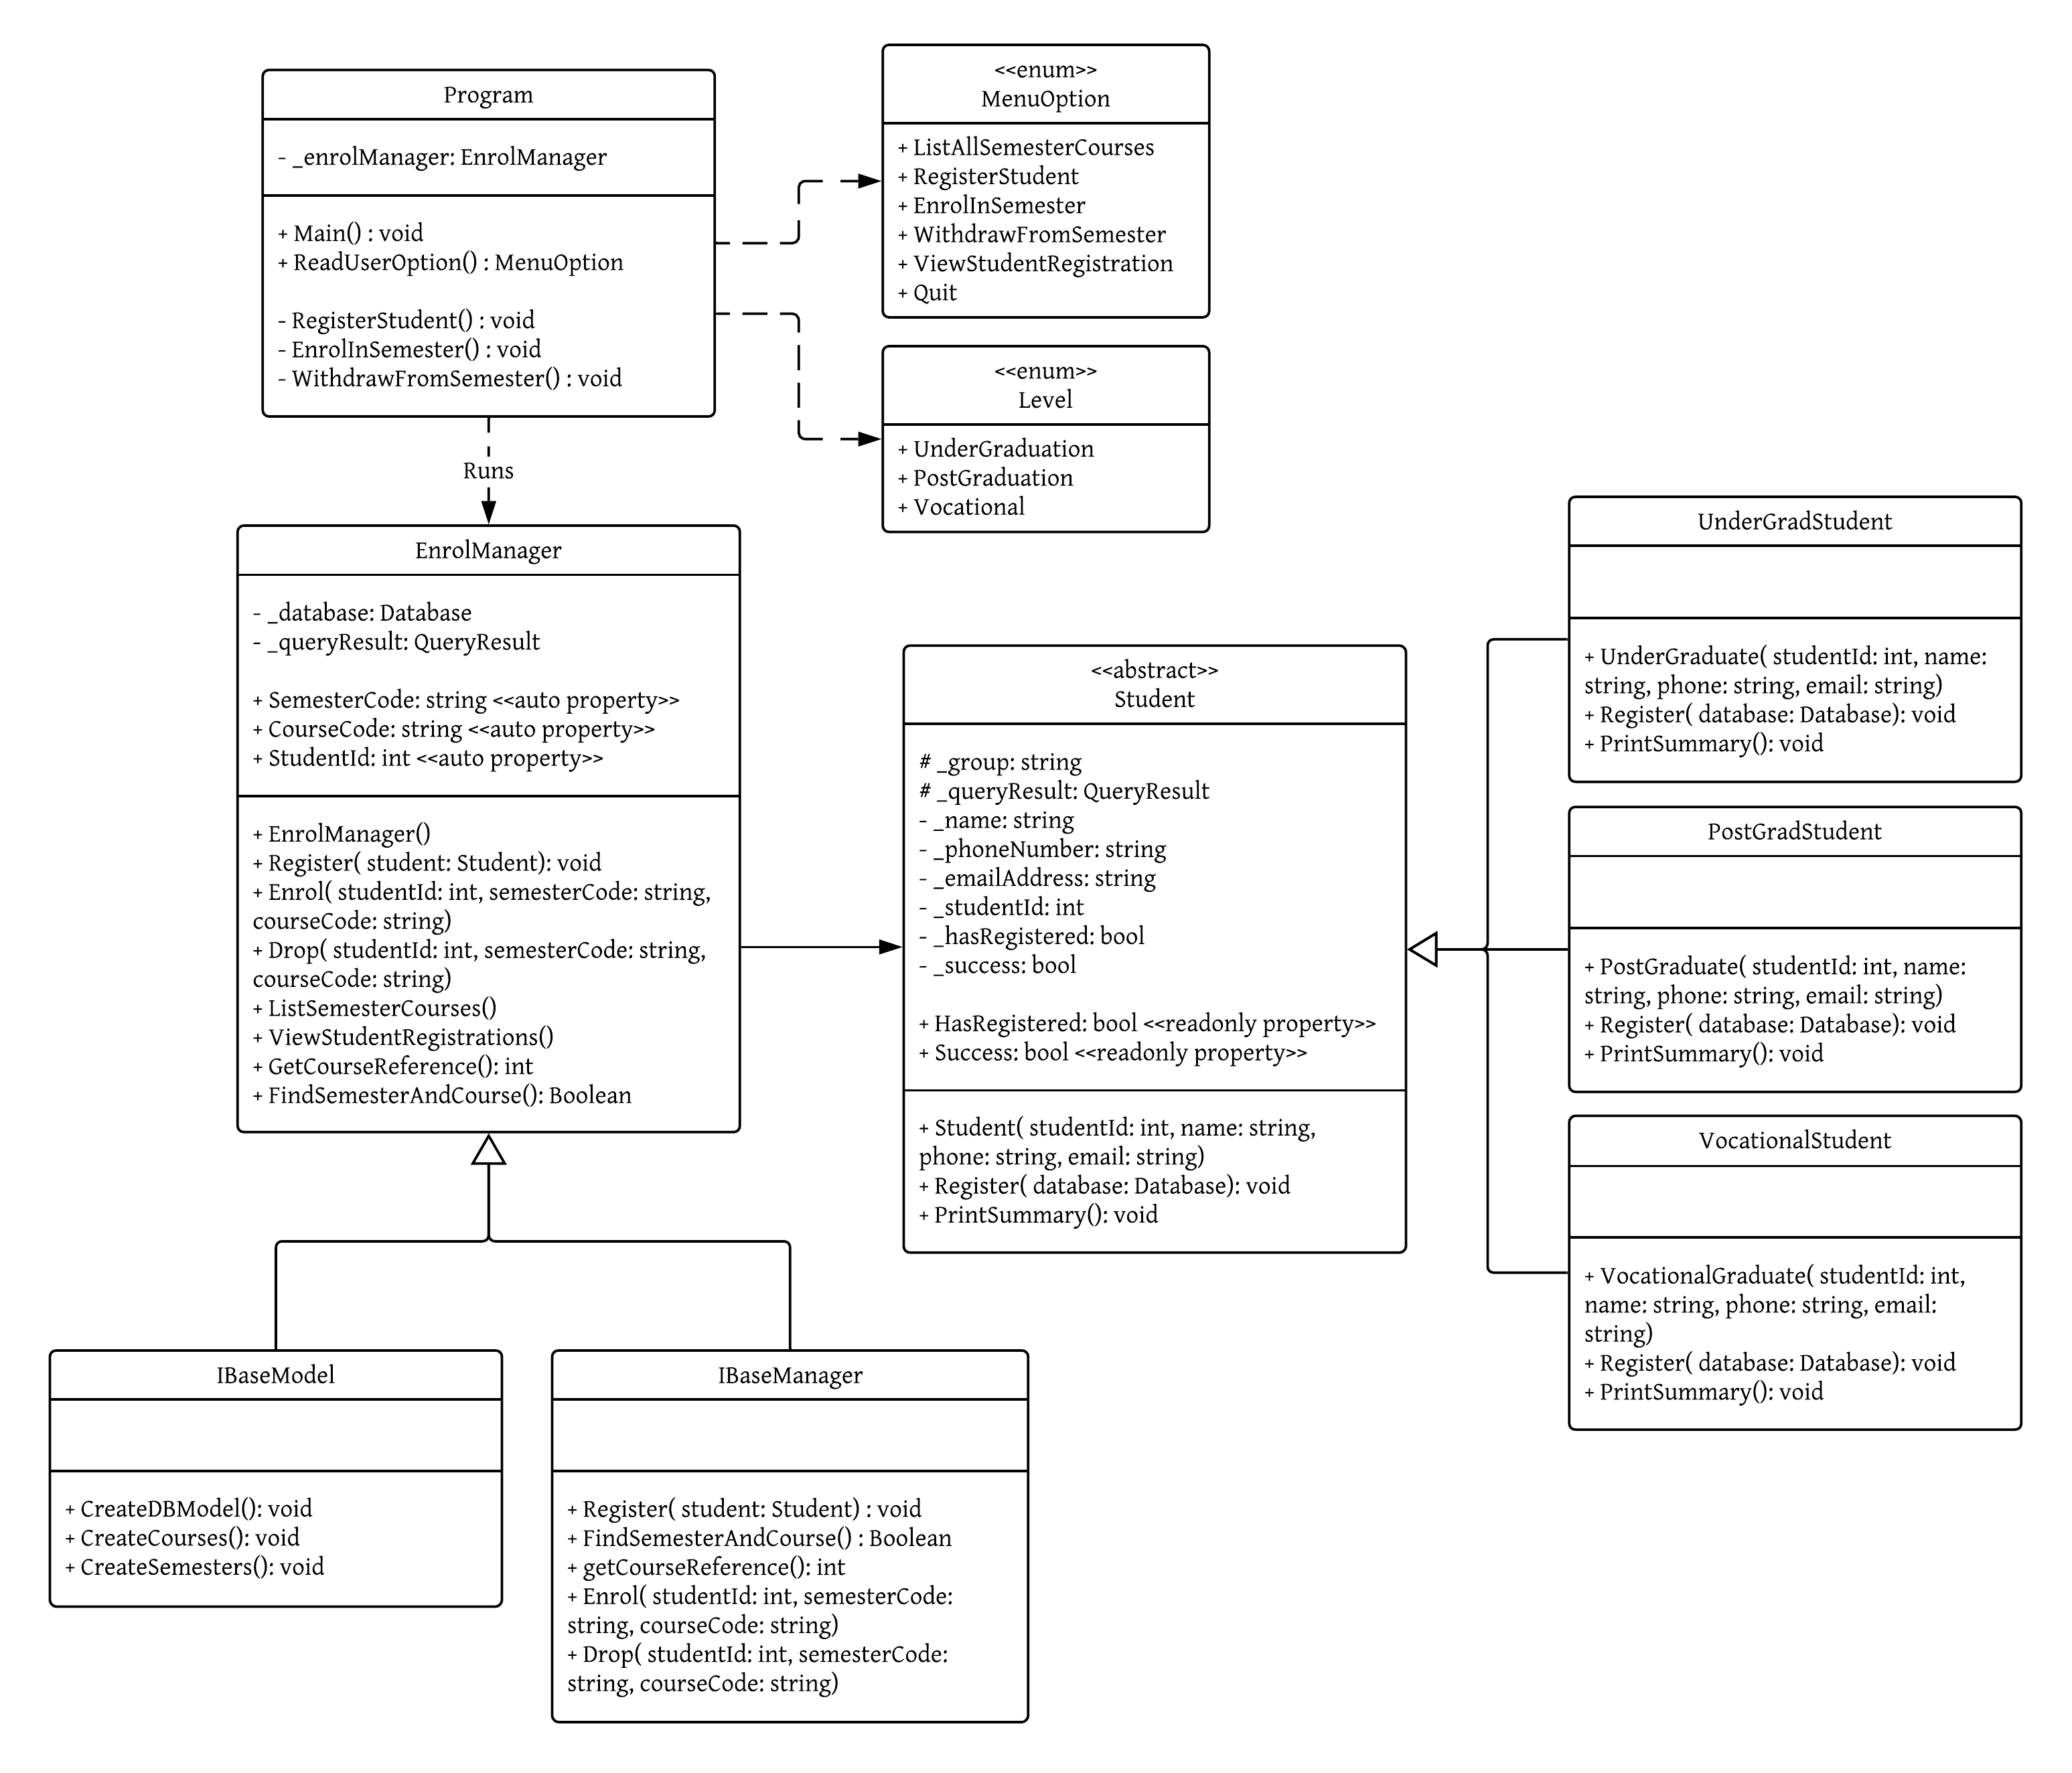 Program
- _enrolManager: EnrolManager
+ Main() : void
+ ReadUserOption() : MenuOption
- RegisterStudent() : void
- EnrolInSemester() : void
- WithdrawFromSemester() : void
<<enum>>
MenuOption
+ ListAllSemesterCourses
+ RegisterStudent
+ EnrolInSemester
+ WithdrawFromSemester
+ ViewStudentRegistration
+ Quit
<<enum>>
Level
+ UnderGraduation
+ PostGraduation
+ Vocational
Runs
EnrolManager
- _database: Database
- _queryResult: QueryResult
+ SemesterCode: string <<auto property>>
+ CourseCode: string <<auto property>>
+ StudentId: int <<auto property>>
+ EnrolManager()
+ Register( student: Student): void
+ Enrol( studentId: int, semesterCode: string,
courseCode: string)
+ Drop( studentId: int, semesterCode: string,
courseCode: string)
+ ListSemesterCourses()
+ ViewStudentRegistrations()
+ GetCourseReference(): int
+ FindSemesterAndCourse(): Boolean
<<abstract>>
Student
# _group: string
# _queryResult: QueryResult
- _name: string
- _phoneNumber: string
- _emailAddress: string
- _studentId: int
- _hasRegistered: bool
- _success: bool
+ HasRegistered: bool <<readonly property>>
+ Success: bool <<readonly property>>
+ Student( studentId: int, name: string,
phone: string, email: string)
+ Register( database: Database): void
+ PrintSummary(): void
UnderGradStudent
+ UnderGraduate( studentId: int, name:
string, phone: string, email: string)
+ Register( database: Database): void
+ PrintSummary(): void
PostGradStudent
+ PostGraduate( studentId: int, name:
string, phone: string, email: string)
+ Register( database: Database): void
+ PrintSummary(): void
VocationalStudent
+ VocationalGraduate( studentId: int,
name: string, phone: string, email:
string)
+ Register( database: Database): void
+ PrintSummary(): void
IBaseModel
+ CreateDBModel(): void
+ CreateCourses(): void
+ CreateSemesters(): void
IBaseManager
+ Register( student: Student) : void
+ FindSemesterAndCourse() : Boolean
+ getCourseReference(): int
+ Enrol( studentId: int, semesterCode:
string, courseCode: string)
+ Drop( studentId: int, semesterCode:
string, courseCode: string)